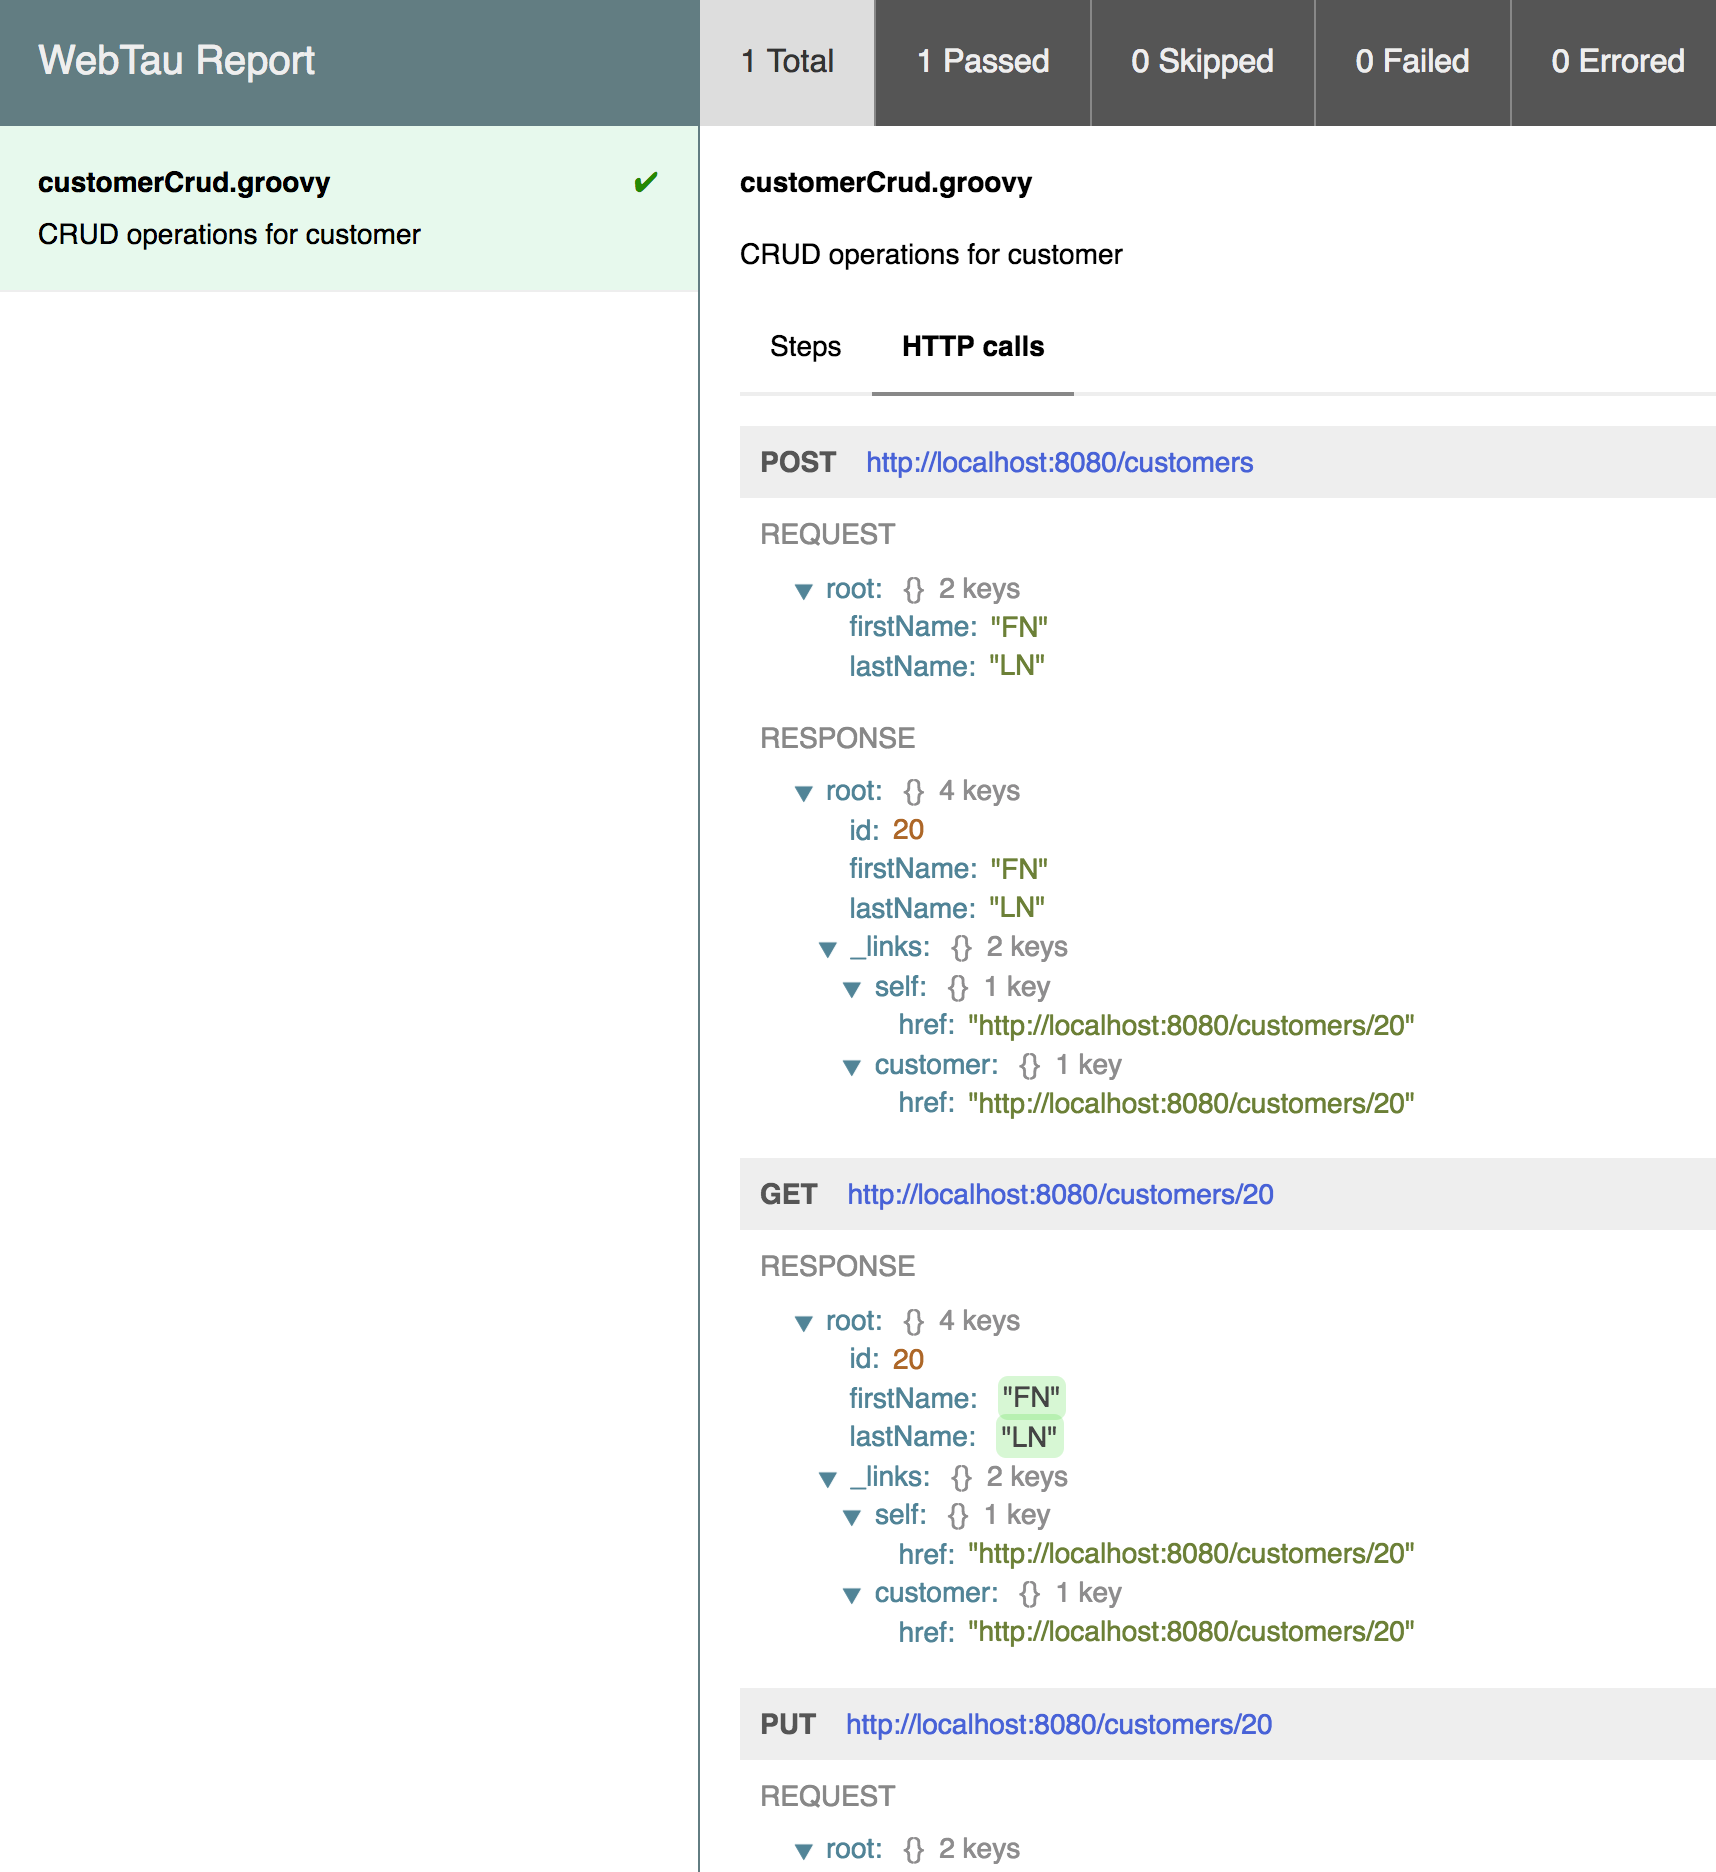 WebTau Report
1 Total
1 Passed
0 Skipped
0 Failed
0 Errored
customerCrud.groovy ✔
CRUD operations for customer
customerCrud.groovy
CRUD operations for customer
Steps
HTTP calls
POST http://localhost:8080/customers
REQUEST
▼ root: {} 2 keys
firstName: "FN"
lastName: "LN"
RESPONSE
▼ root: {} 4 keys
id: 20
firstName: "FN"
lastName: "LN"
▼ _links: {} 2 keys
▼ self: {} 1 key
href: "http://localhost:8080/customers/20"
▼ customer: {} 1 key
href: "http://localhost:8080/customers/20"
GET http://localhost:8080/customers/20
RESPONSE
▼ root: {} 4 keys
id: 20
firstName: "FN"
lastName: "LN"
▼ _links: {} 2 keys
▼ self: {} 1 key
href: "http://localhost:8080/customers/20"
▼ customer: {} 1 key
href: "http://localhost:8080/customers/20"
PUT http://localhost:8080/customers/20
REQUEST
▼ root: {} 2 keys